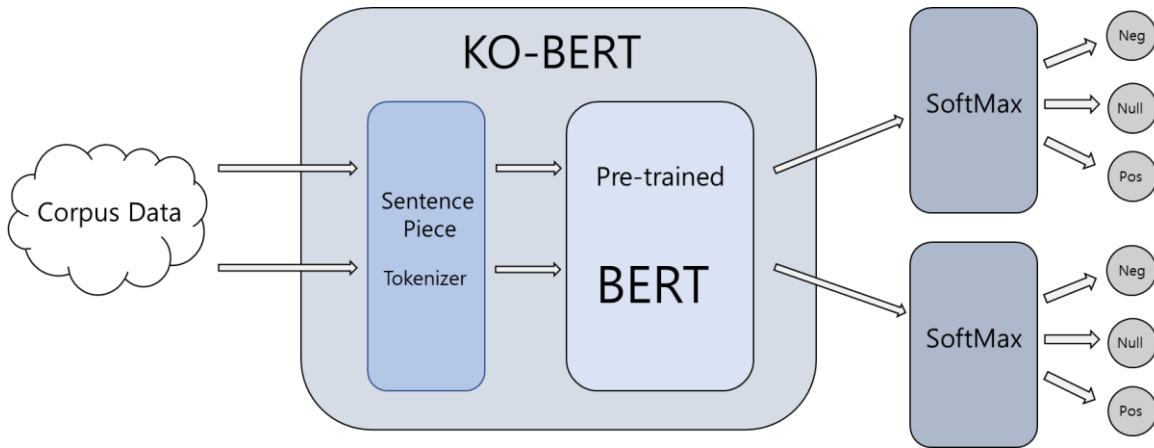 KO-BERT
Corpus Data
Sentence
Piece
Tokenizer
Pre-trained
BERT
SoftMax
Neg
Null
Pos
SoftMax
Neg
Null
Pos